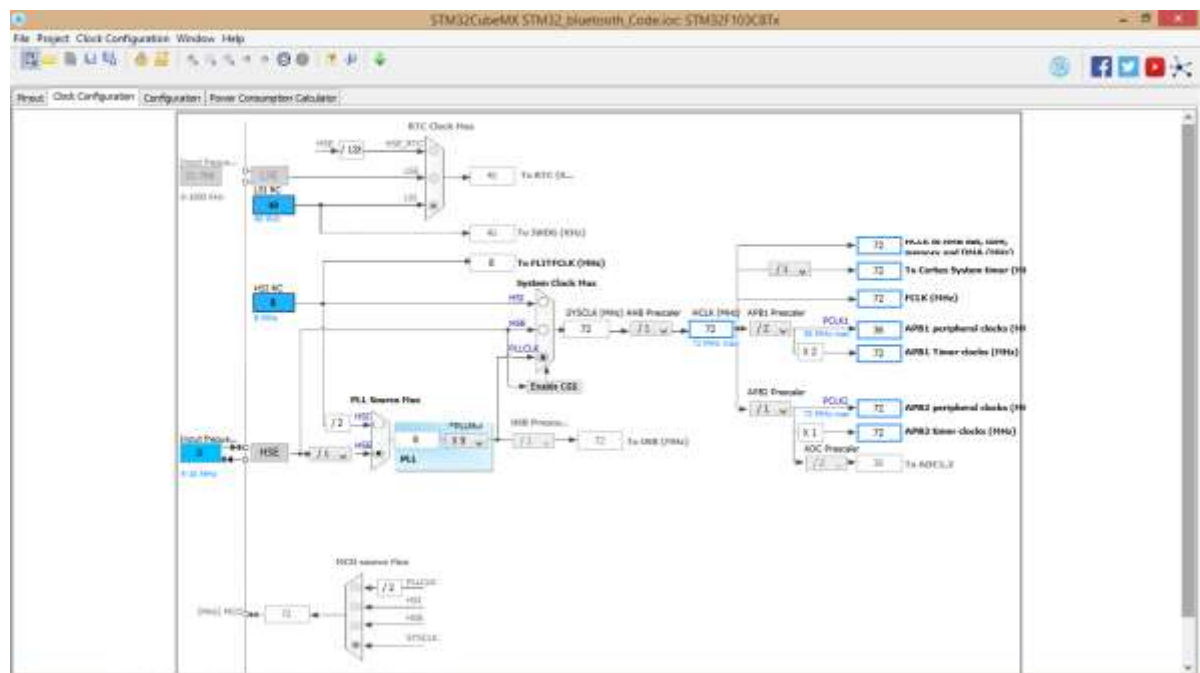 STM32CubeMX STM32_bluetooth_Code.ioc: STM32F103C8Tx
File Project Clock Configuration Window Help
Pinout Clock Configuration Configuration Power Consumption Calculator
RTC Clock Mux
HSE / 128 HSE_RTC
LSE LSE
0-1000 KHz
LSI RC
40 LSI
40 KHz
40 To RTC (K...
40 To IWDG (KHz)
8 To FLITFCLK (MHz)
System Clock Mux
HSI RC
8
8 MHz
HSI
HSE
PLLCLK
SYSCLK (MHz) AHB Prescaler HCLK (MHz) APB1 Prescaler
72 / 1 72 / 2
72 MHz max
Enable CSS
72
/ 1 72 To Cortex System timer (M
72 FCLK (MHz)
PCLK1
36 MHz max
36 APB1 peripheral clocks (M
X 2 72 APB1 Timer clocks (MHz)
APB2 Prescaler
/ 1 PCLK2
72 MHz max
72 APB2 peripheral clocks (M
X 1 72 APB2 timer clocks (MHz)
ADC Prescaler
/ 2 36 To ADC1,2
PLL Source Mux
/ 2 HSI
HSE
Input Freque...
8 HSE / 1
4-16 MHz
*PLLMul
8 X 9
PLL
USB Prescale...
/ 1 72 To USB (MHz)
MCO source Mux
/ 2 PLLCLK
HSI
HSE
SYSCLK
(MHz) MCO 72